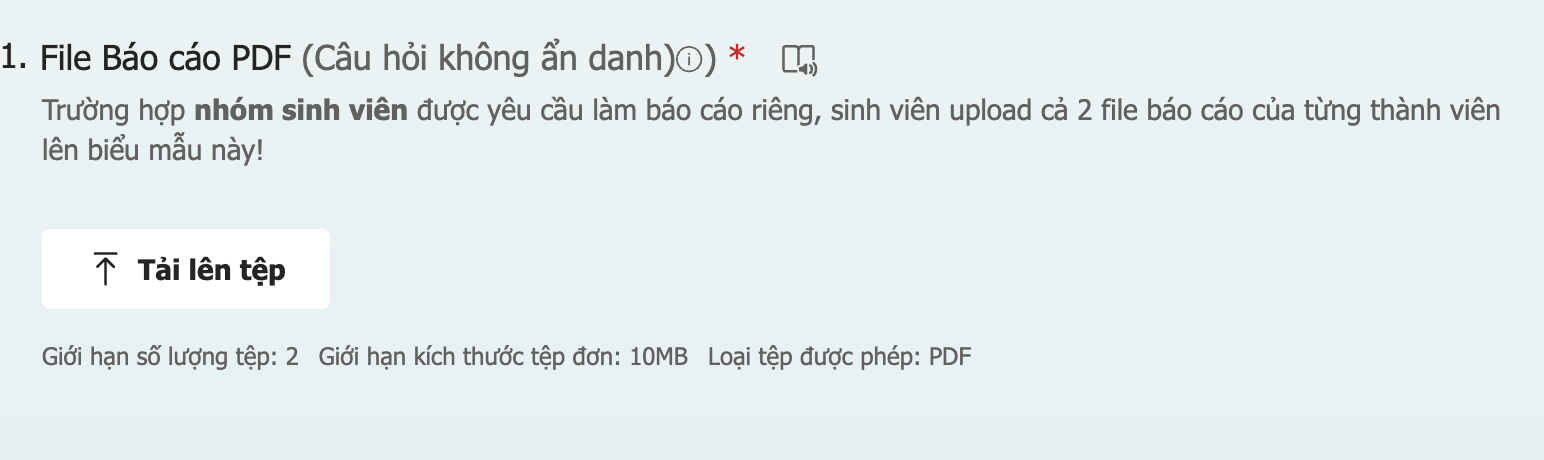 1. File Báo cáo PDF (Câu hỏi không ẩn danh)ⓘ) *
Trường hợp nhóm sinh viên được yêu cầu làm báo cáo riêng, sinh viên upload cả 2 file báo cáo của từng thành viên
lên biểu mẫu này!
Tải lên tệp
Giới hạn số lượng tệp: 2 Giới hạn kích thước tệp đơn: 10MB Loại tệp được phép: PDF